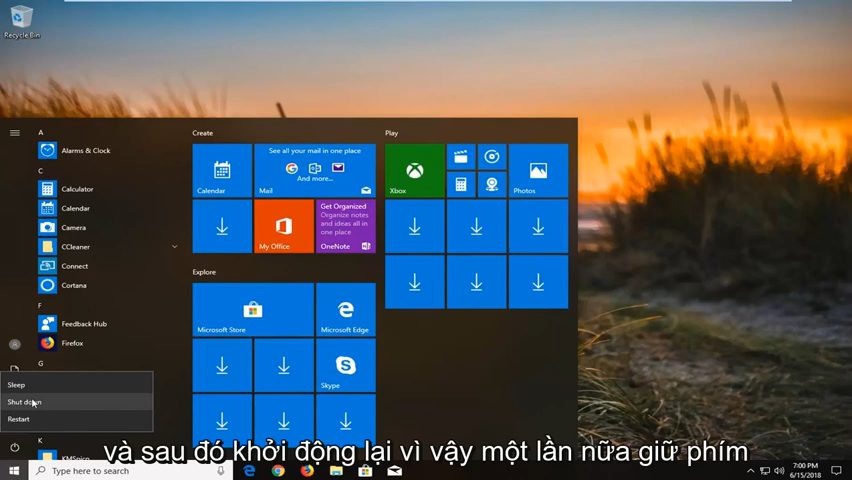 Recycle Bin
A
Alarms & Clock
C
Calculator
Calendar
Camera
CCleaner
Connect
Cortana
F
Feedback Hub
Firefox
G
Sleep
Shut down
Restart
K
KMSpico
Create
Calendar
See all your mail in one place
And more...
Mail
My Office
Get Organized
Organize notes
and ideas all in
one place
OneNote
Explore
Microsoft Store
Microsoft Edge
Skype
Play
Xbox
Photos
và sau đó khởi động lại vì vậy một lần nữa giữ phím
Type here to search
7:00 PM
6/15/2018